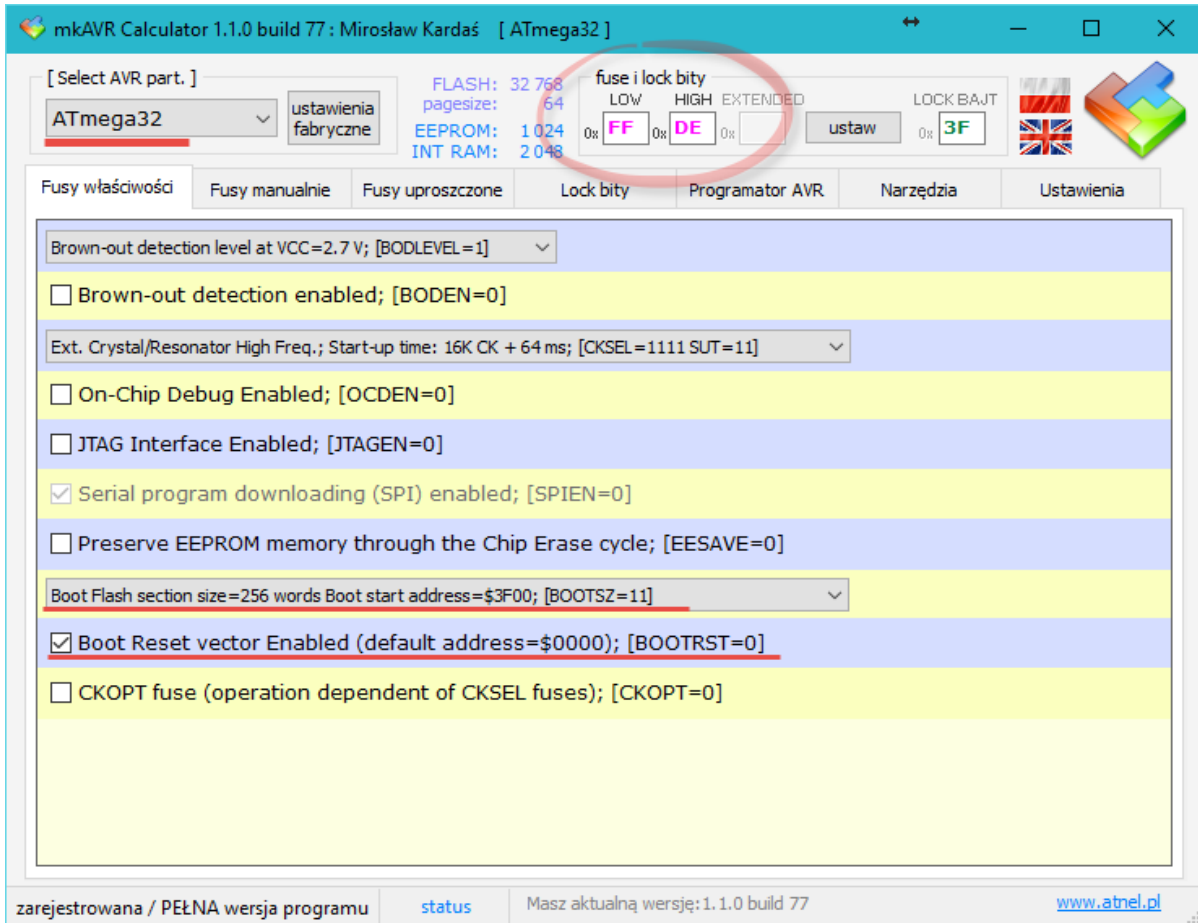 mkAVR Calculator 1.1.0 build 77 : Mirosław Kardaś [ ATmega32 ]
[ Select AVR part. ]
ATmega32
ustawienia
fabryczne
FLASH: 32 768
pagesize: 64
EEPROM: 1 024
INT RAM: 2 048
fuse i lock bity
LOW HIGH EXTENDED LOCK BAJT
0x FF 0x DE 0x ustaw 0x 3F
Fusy właściwości Fusy manualnie Fusy uproszczone Lock bity Programator AVR Narzędzia Ustawienia
Brown-out detection level at VCC=2.7 V; [BODLEVEL=1]
Brown-out detection enabled; [BODEN=0]
Ext. Crystal/Resonator High Freq.; Start-up time: 16K CK + 64 ms; [CKSEL=1111 SUT=11]
On-Chip Debug Enabled; [OCDEN=0]
JTAG Interface Enabled; [JTAGEN=0]
Serial program downloading (SPI) enabled; [SPIEN=0]
Preserve EEPROM memory through the Chip Erase cycle; [EESAVE=0]
Boot Flash section size=256 words Boot start address=$3F00; [BOOTSZ=11]
Boot Reset vector Enabled (default address=$0000); [BOOTRST=0]
CKOPT fuse (operation dependent of CKSEL fuses); [CKOPT=0]
zarejestrowana / PEŁNA wersja programu status Masz aktualną wersję:1.1.0 build 77 www.atnel.pl